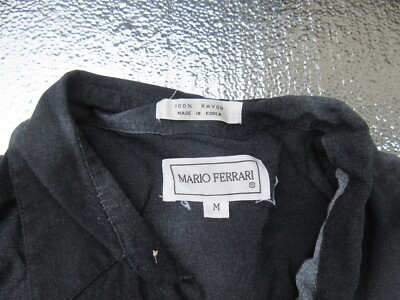 100% RAYON
MADE IN KOREA
MARIO FERRARI
®
M